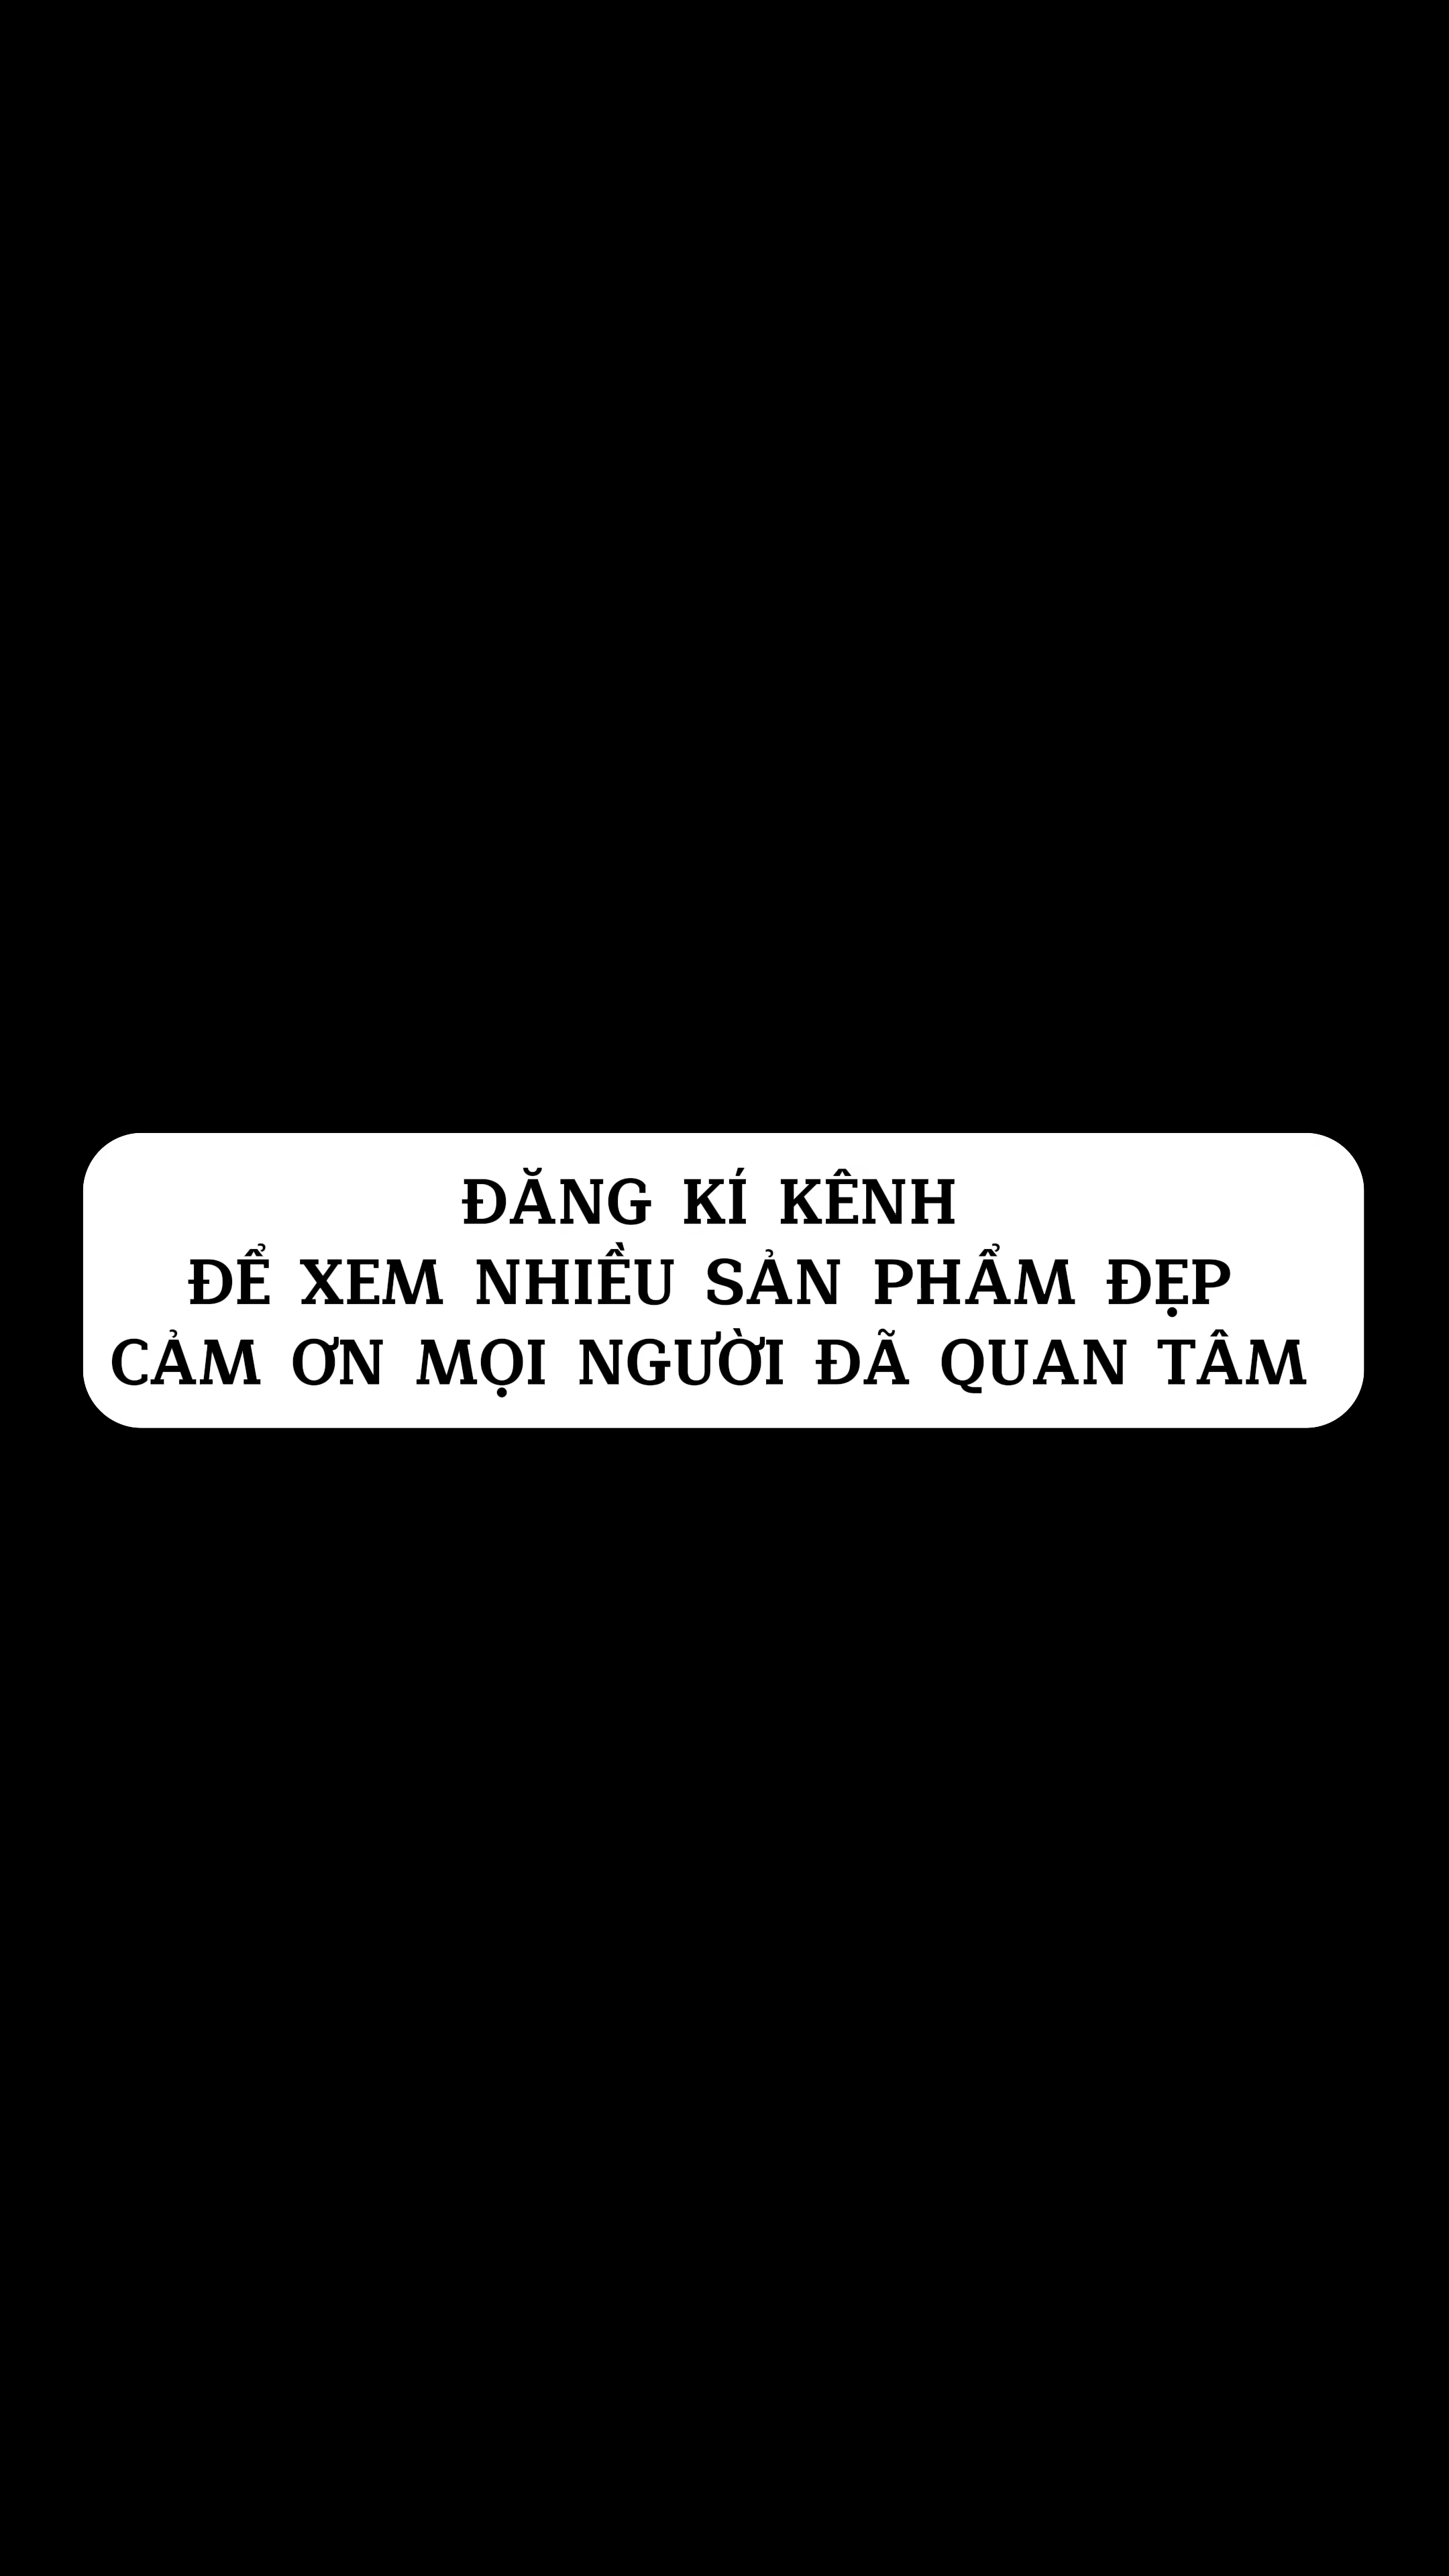 ĐĂNG KÍ KÊNH
ĐỂ XEM NHIỀU SẢN PHẨM ĐẸP
CẢM ƠN MỌI NGƯỜI ĐÃ QUAN TÂM